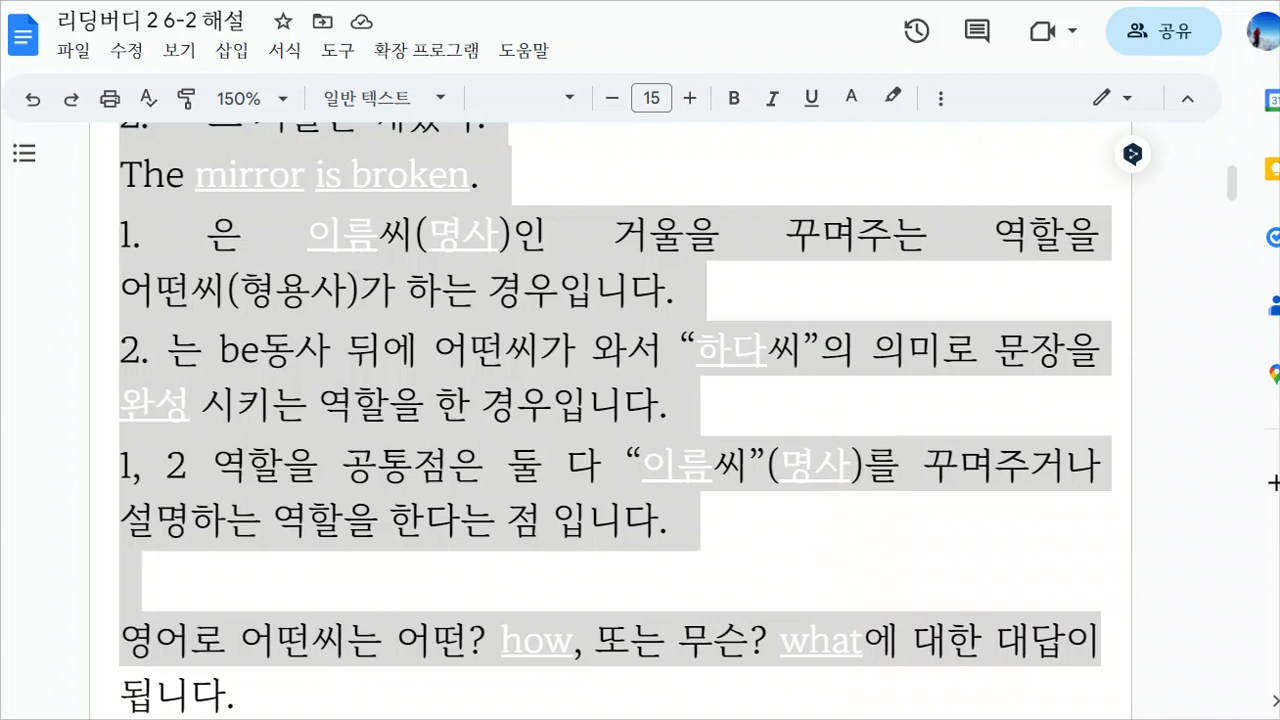 리딩버디 2 6-2 해설
파일 수정 보기 삽입 서식 도구 확장 프로그램 도움말
공유
150% 일반 텍스트 15 B I U A
The mirror is broken.
1. 은 이름씨(명사)인 거울을 꾸며주는 역할을
어떤씨(형용사)가 하는 경우입니다.
2. 는 be동사 뒤에 어떤씨가 와서 “하다씨”의 의미로 문장을
완성 시키는 역할을 한 경우입니다.
1, 2 역할을 공통점은 둘 다 “이름씨”(명사)를 꾸며주거나
설명하는 역할을 한다는 점 입니다.
영어로 어떤씨는 어떤? how, 또는 무슨? what에 대한 대답이
됩니다.